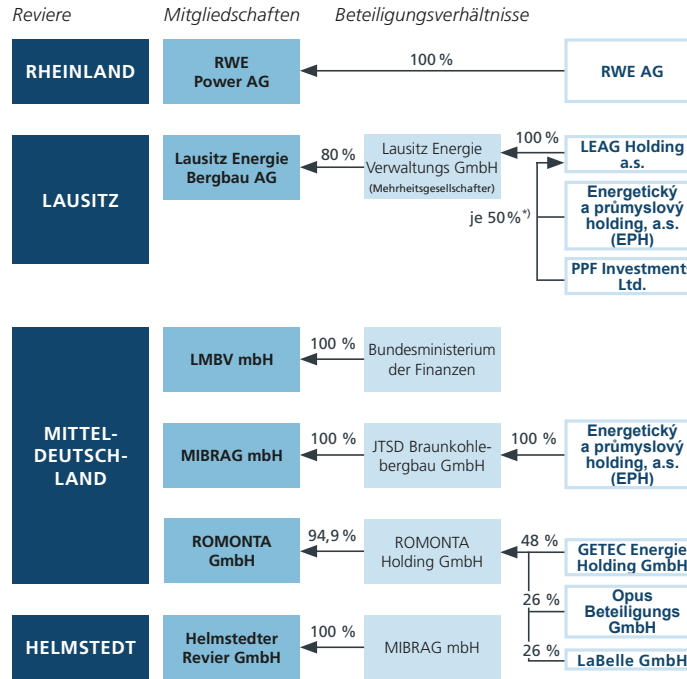 Reviere Mitgliedschaften Beteiligungsverhältnisse
RHEINLAND
RWE
Power AG
100 %
RWE AG
LAUSITZ
Lausitz Energie
Bergbau AG
80 %
Lausitz Energie
Verwaltungs GmbH
(Mehrheitsgesellschafter)
100 %
LEAG Holding
a.s.
je 50%*)
Energetický
a průmyslový
holding, a.s.
(EPH)
PPF Investments
Ltd.
MITTEL-
DEUTSCH-
LAND
LMBV mbH
100 %
Bundesministerium
der Finanzen
MIBRAG mbH
100 %
JTSD Braunkohle-
bergbau GmbH
100 %
Energetický
a průmyslový
holding, a.s.
(EPH)
ROMONTA
GmbH
94,9 %
ROMONTA
Holding GmbH
48 %
GETEC Energie
Holding GmbH
26 %
Opus
Beteiligungs
GmbH
26 %
LaBelle GmbH
HELMSTEDT
Helmstedter
Revier GmbH
100 %
MIBRAG mbH